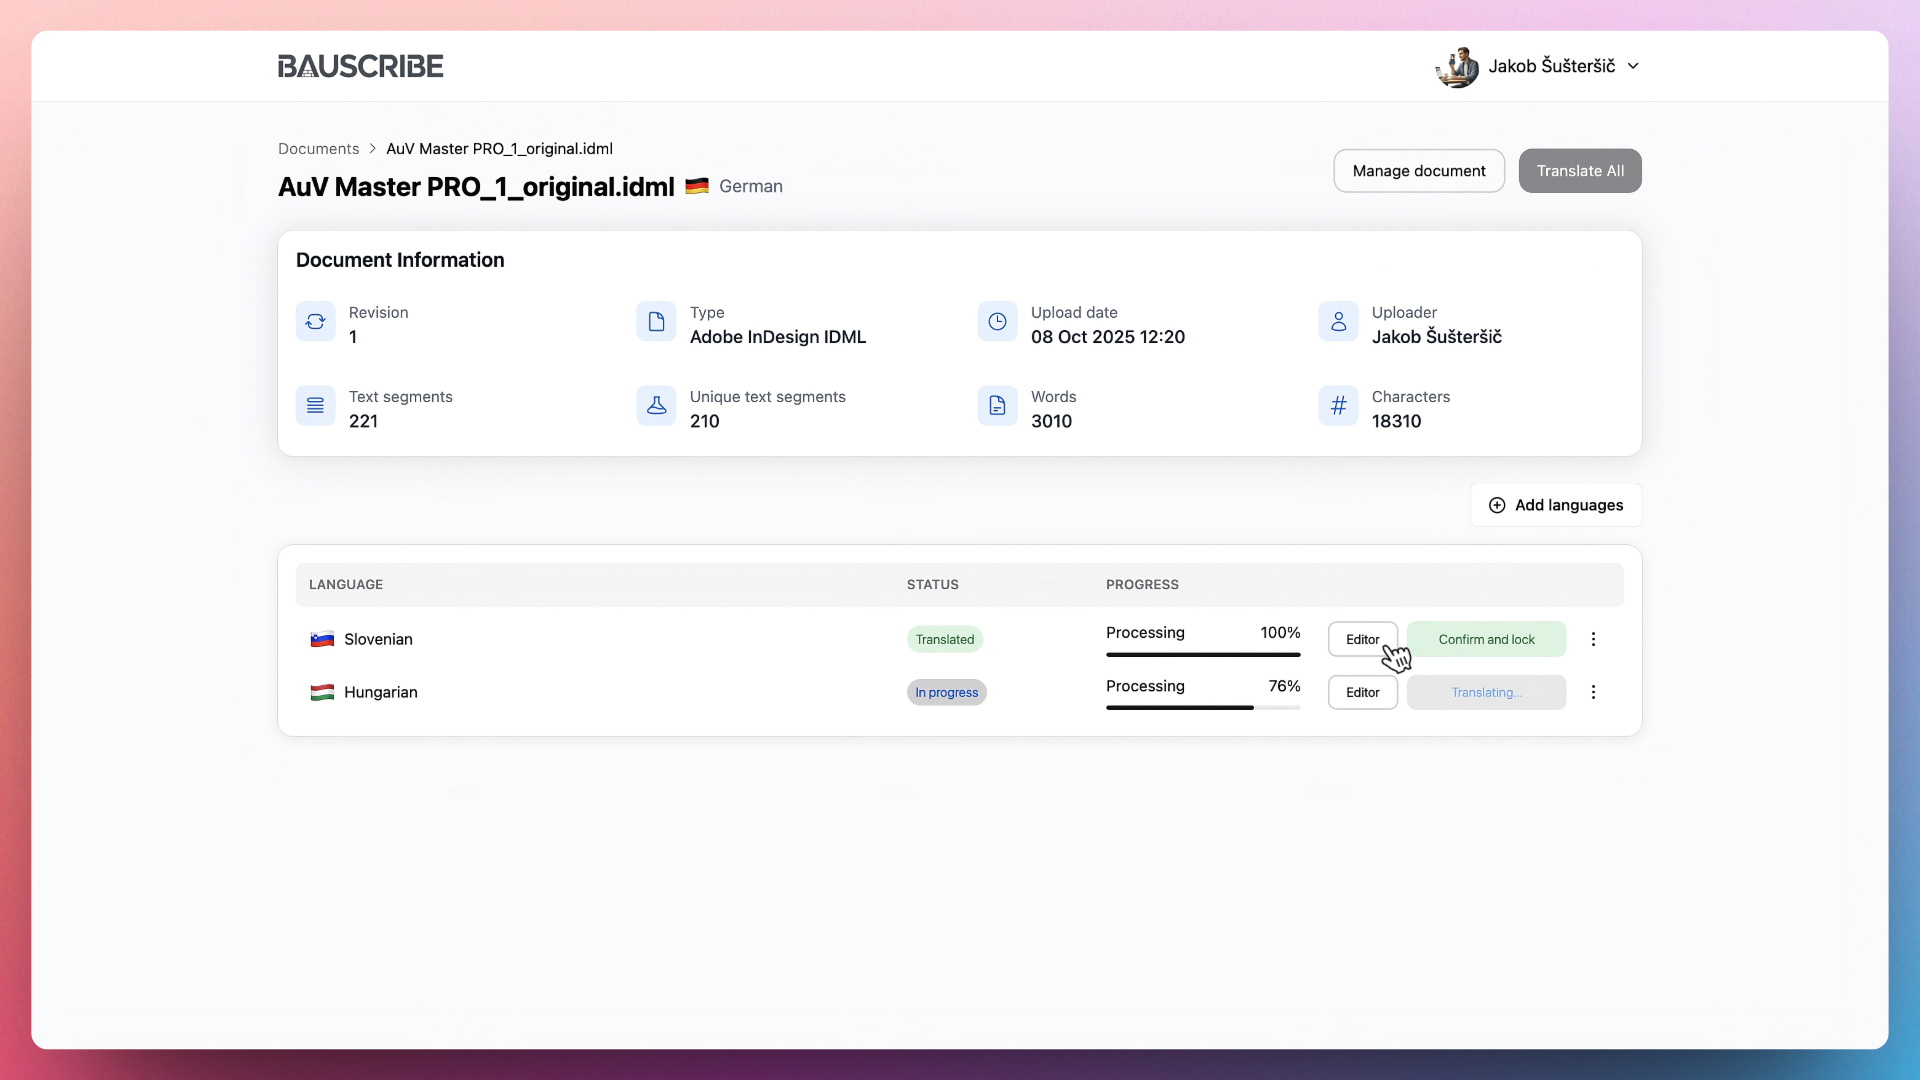 BAUSCRIBE
Jakob Šušteršič
Documents > AuV Master PRO_1_original.idml
AuV Master PRO_1_original.idml German
Manage document
Translate All
Document Information
Revision
1
Type
Adobe InDesign IDML
Upload date
08 Oct 2025 12:20
Uploader
Jakob Šušteršič
Text segments
221
Unique text segments
210
Words
3010
Characters
18310
Add languages
LANGUAGE STATUS PROGRESS
Slovenian Translated Processing 100% Editor Confirm and lock
Hungarian In progress Processing 76% Editor Translating...